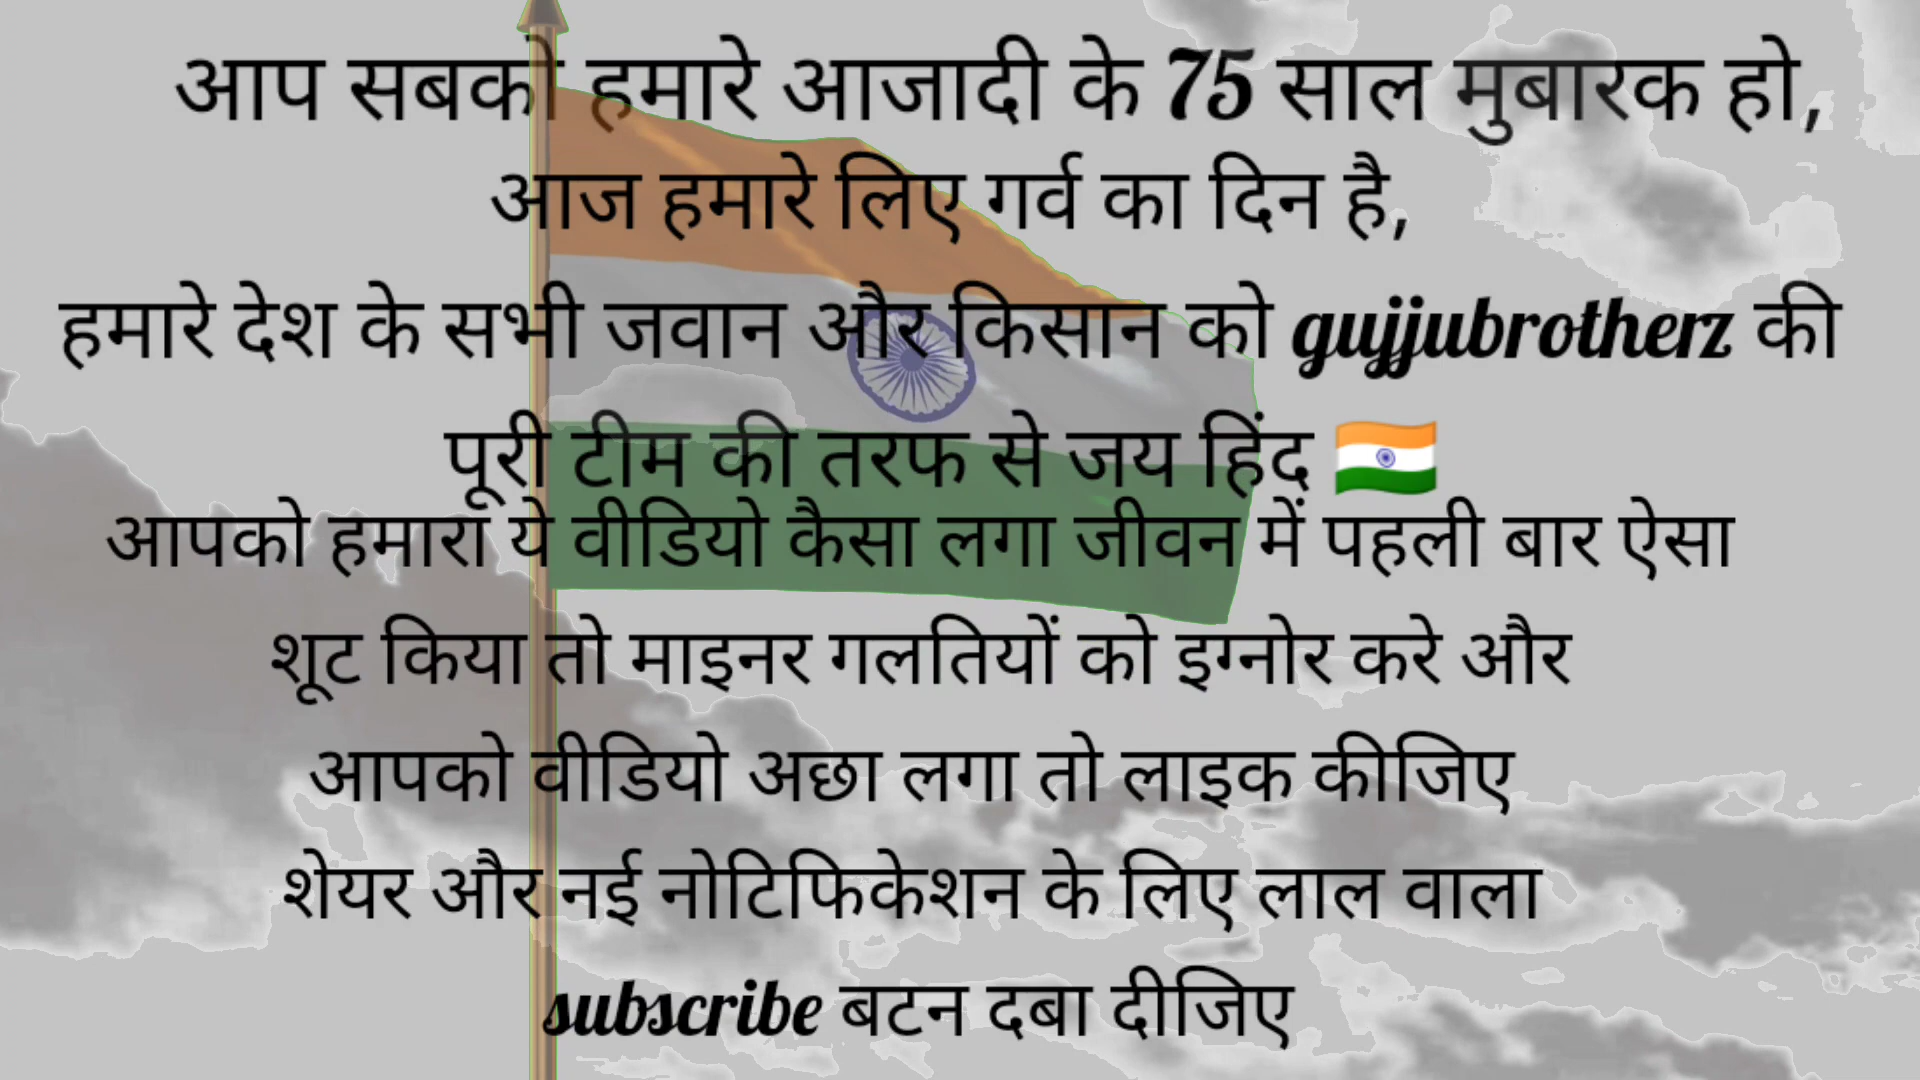 आप सबको हमारे आजादी के 75 साल मुबारक हो,
आज हमारे लिए गर्व का दिन है,
हमारे देश के सभी जवान और किसान को gujjubrotherz की
पूरी टीम की तरफ से जय हिंद 🇮🇳
आपको हमारा ये वीडियो कैसा लगा जीवन में पहली बार ऐसा
शूट किया तो माइनर गलतियों को इग्नोर करे और
आपको वीडियो अछा लगा तो लाइक कीजिए
शेयर और नई नोटिफिकेशन के लिए लाल वाला
subscribe बटन दबा दीजिए